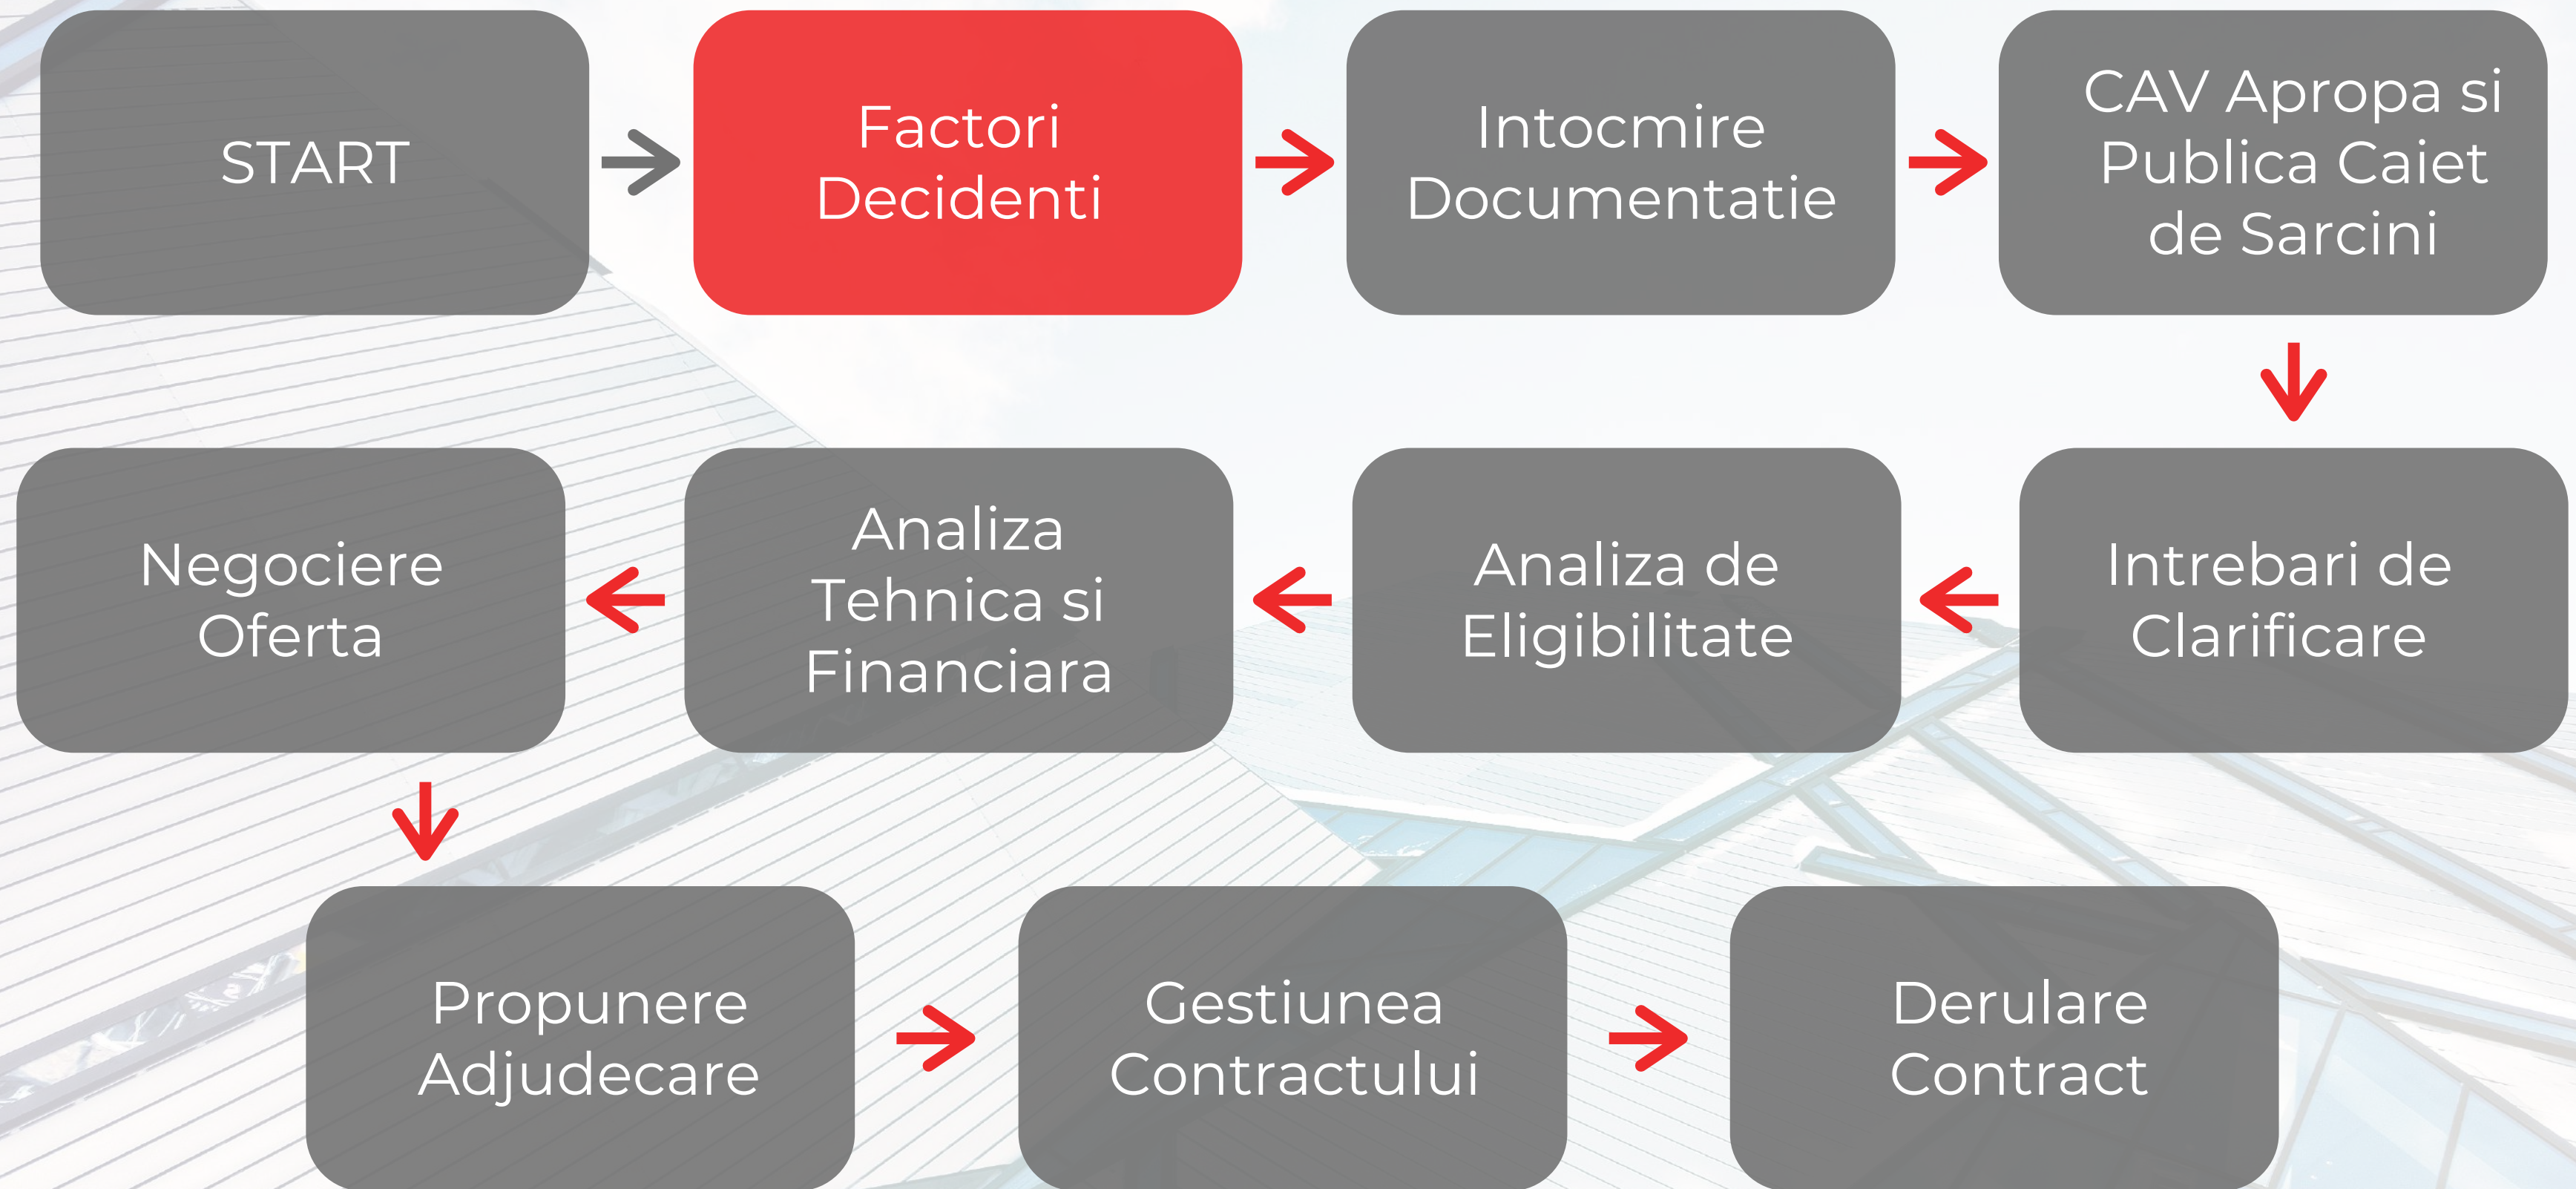 START
Factori
Decidenti
Intocmire
Documentatie
CAV Apropa si
Publica Caiet
de Sarcini
Intrebari de
Clarificare
Analiza de
Eligibilitate
Analiza
Tehnica si
Financiara
Negociere
Oferta
Propunere
Adjudecare
Gestiunea
Contractului
Derulare
Contract